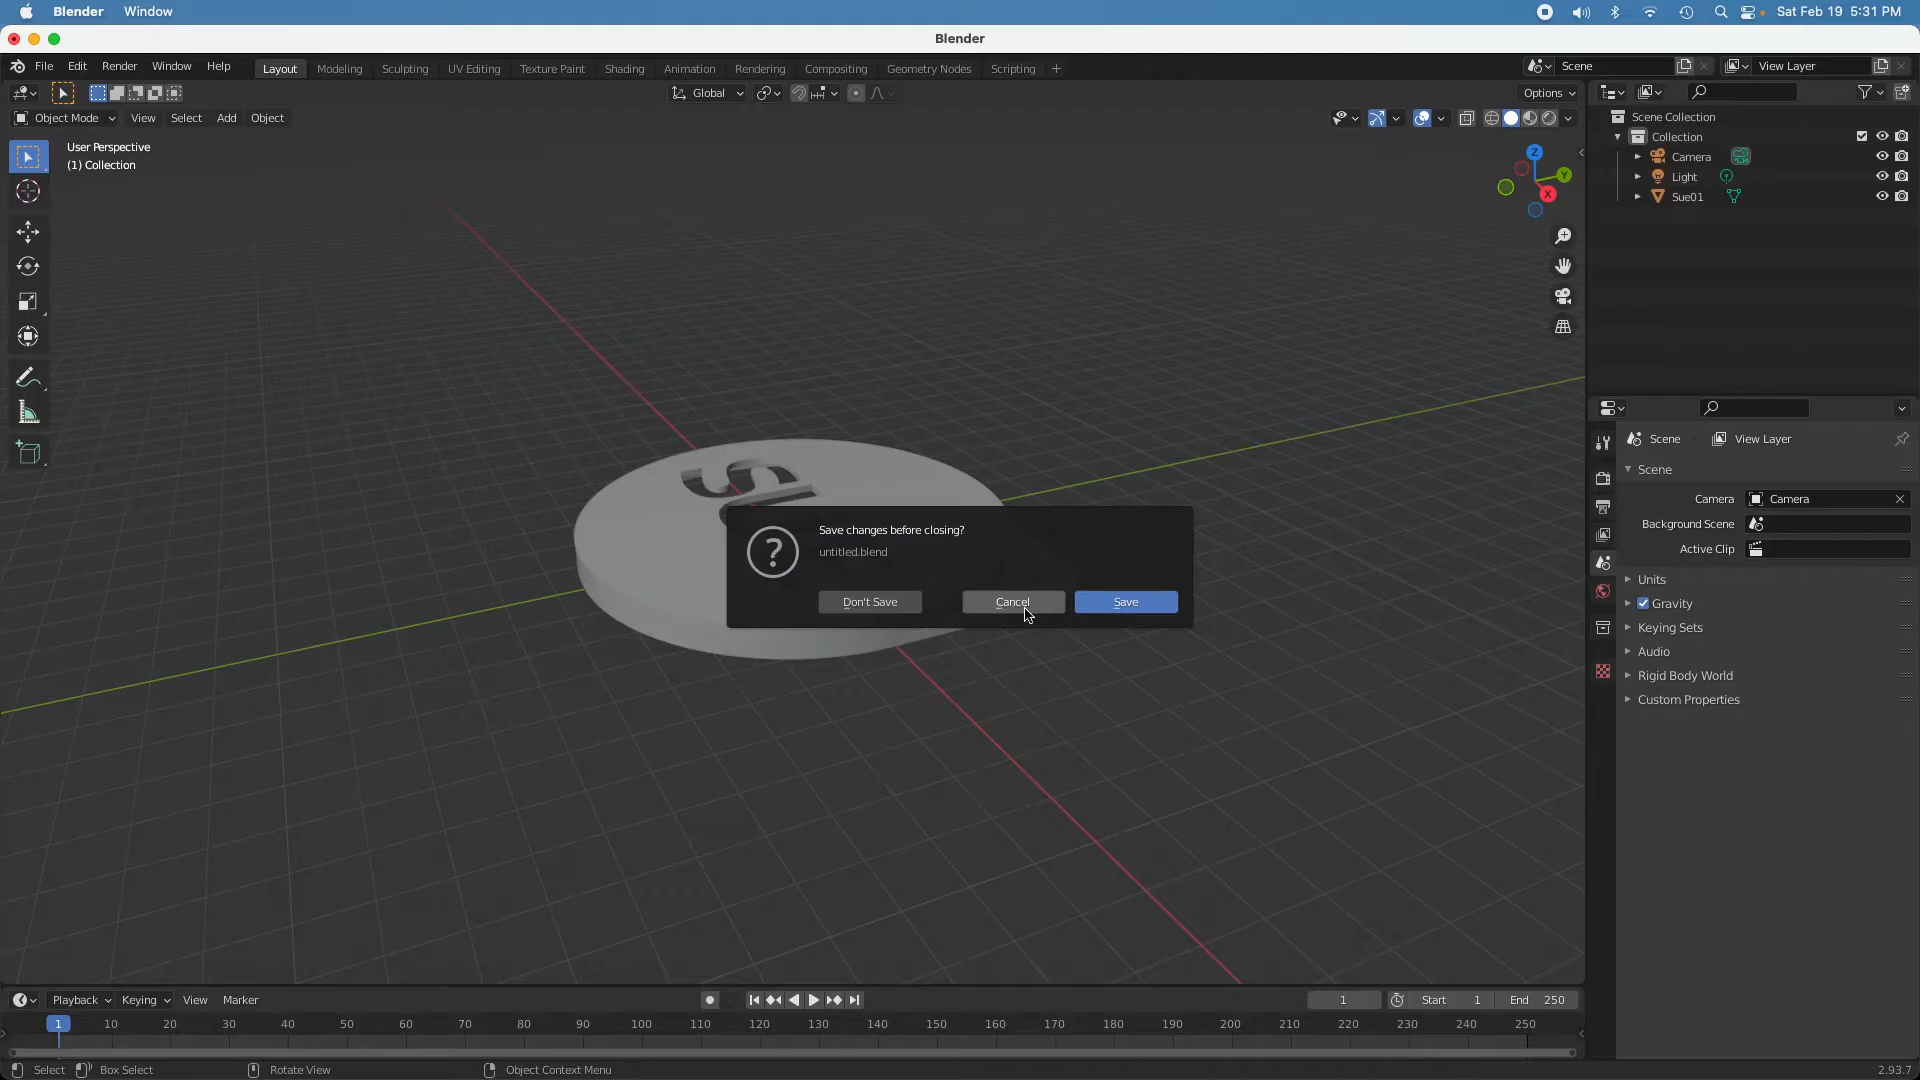 Blender Window Sat Feb 19 5:31 PM
Blender
File Edit Render Window Help Layout Modeling Sculpting UV Editing Texture Paint Shading Animation Rendering Compositing Geometry Nodes Scripting + Scene View Layer
Global Options
Object Mode View Select Add Object
User Perspective
(1) Collection
Z
Y
X
Scene Collection
Collection
Camera
Light
Sue01
Scene View Layer
Scene
Camera Camera
Background Scene
Active Clip
Units
Gravity
Keying Sets
Audio
Rigid Body World
Custom Properties
Save changes before closing?
untitled.blend
Don't Save Cancel Save
Playback Keying View Marker 1 Start 1 End 250
1 10 20 30 40 50 60 70 80 90 100 110 120 130 140 150 160 170 180 190 200 210 220 230 240 250
Select Box Select Rotate View Object Context Menu 2.93.7